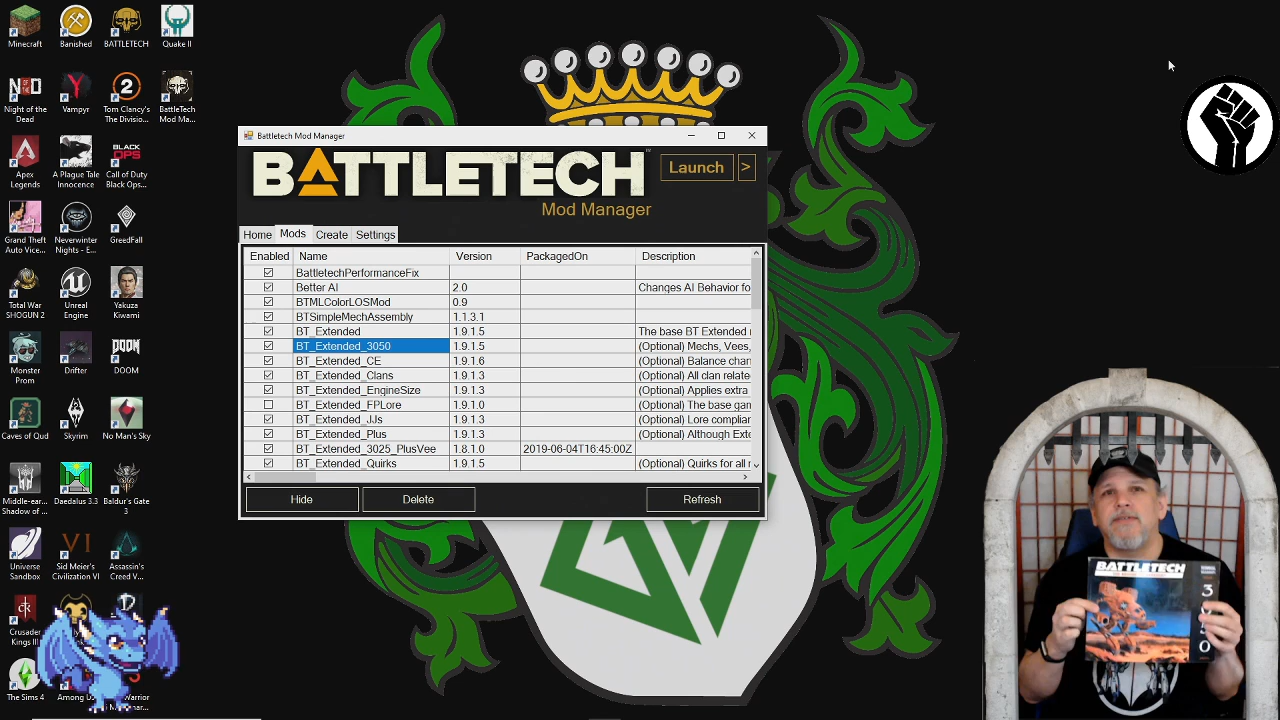 Minecraft
Banished
BATTLETECH
Quake II
Night of the Dead
Vampyr
Tom Clancy's The Divisio...
BattleTech Mod Ma...
Apex Legends
A Plague Tale Innocence
BLACK OPS
Call of Duty Black Ops...
Grand Theft Auto Vice...
Neverwinter Nights - E...
GreedFall
Total War SHOGUN 2
Unreal Engine
Yakuza Kiwami
Monster Prom
Drifter
DOOM
DOOM
Caves of Qud
Skyrim
No Man's Sky
Middle-ear... Shadow of ...
Daedalus 3.3
Baldur's Gate 3
Universe Sandbox
VI
Sid Meier's Civilization VI
Assassin's Creed V...
Crusader Kings III
The Sims 4
Battletech Mod Manager
BATTLETECH
Mod Manager
Launch >
Home Mods Create Settings
Enabled Name Version PackagedOn Description
BattletechPerformanceFix
Better AI 2.0 Changes AI Behavior fo
BTMLColorLOSMod 0.9
BTSimpleMechAssembly 1.1.3.1
BT_Extended 1.9.1.5 The base BT Extended
BT_Extended_3050 1.9.1.5 (Optional) Mechs, Vees,
BT_Extended_CE 1.9.1.6 (Optional) Balance chan
BT_Extended_Clans 1.9.1.3 (Optional) All clan relate
BT_Extended_EngineSize 1.9.1.3 (Optional) Applies extra
BT_Extended_FPLore 1.9.1.0 (Optional) The base gan
BT_Extended_JJs 1.9.1.3 (Optional) Lore complian
BT_Extended_Plus 1.9.1.3 (Optional) Although Exte
BT_Extended_3025_PlusVee 1.8.1.0 2019-06-04T16:45:00Z
BT_Extended_Quirks 1.9.1.5 (Optional) Quirks for all
Hide Delete Refresh
BATTLETECH